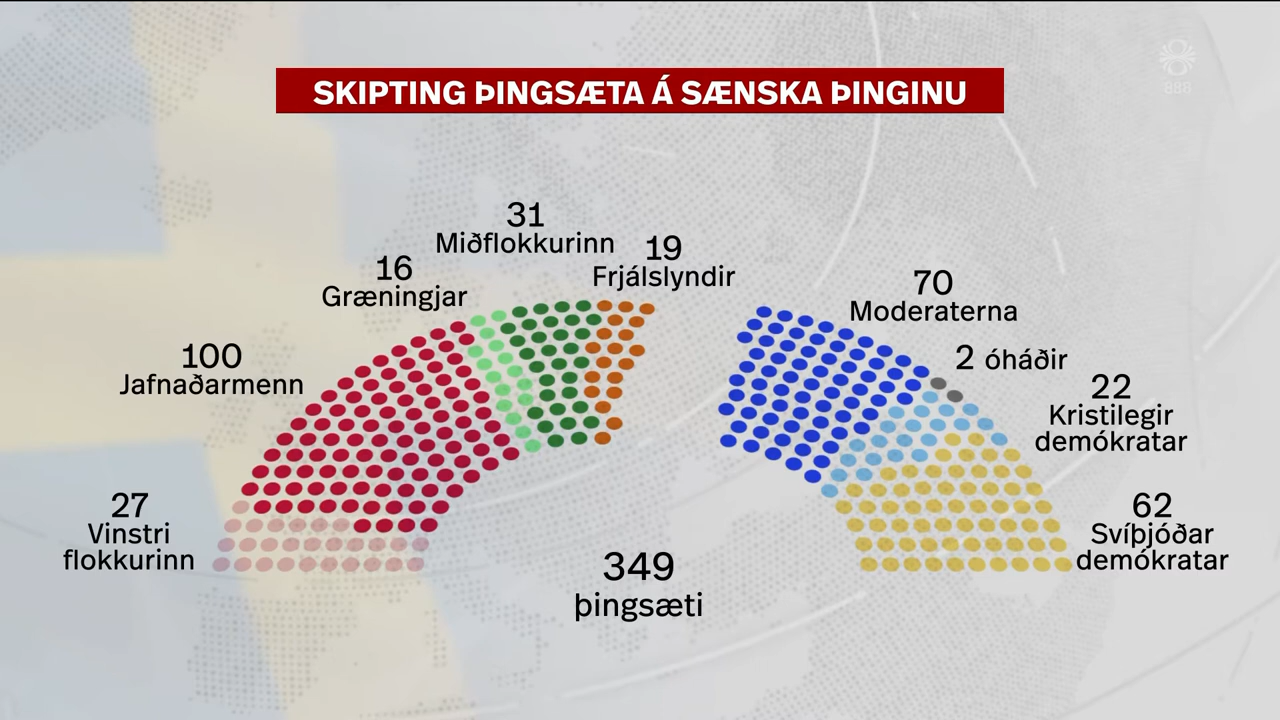 888
SKIPTING ÞINGSÆTA Á SÆNSKA ÞINGINU
31
Miðflokkurinn
19
Frjálslyndir
16
Græningjar
70
Moderaterna
100
Jafnaðarmenn
2 óháðir
22
Kristilegir
demókratar
27
Vinstri
flokkurinn
62
Svíþjóðar
demókratar
349
þingsæti